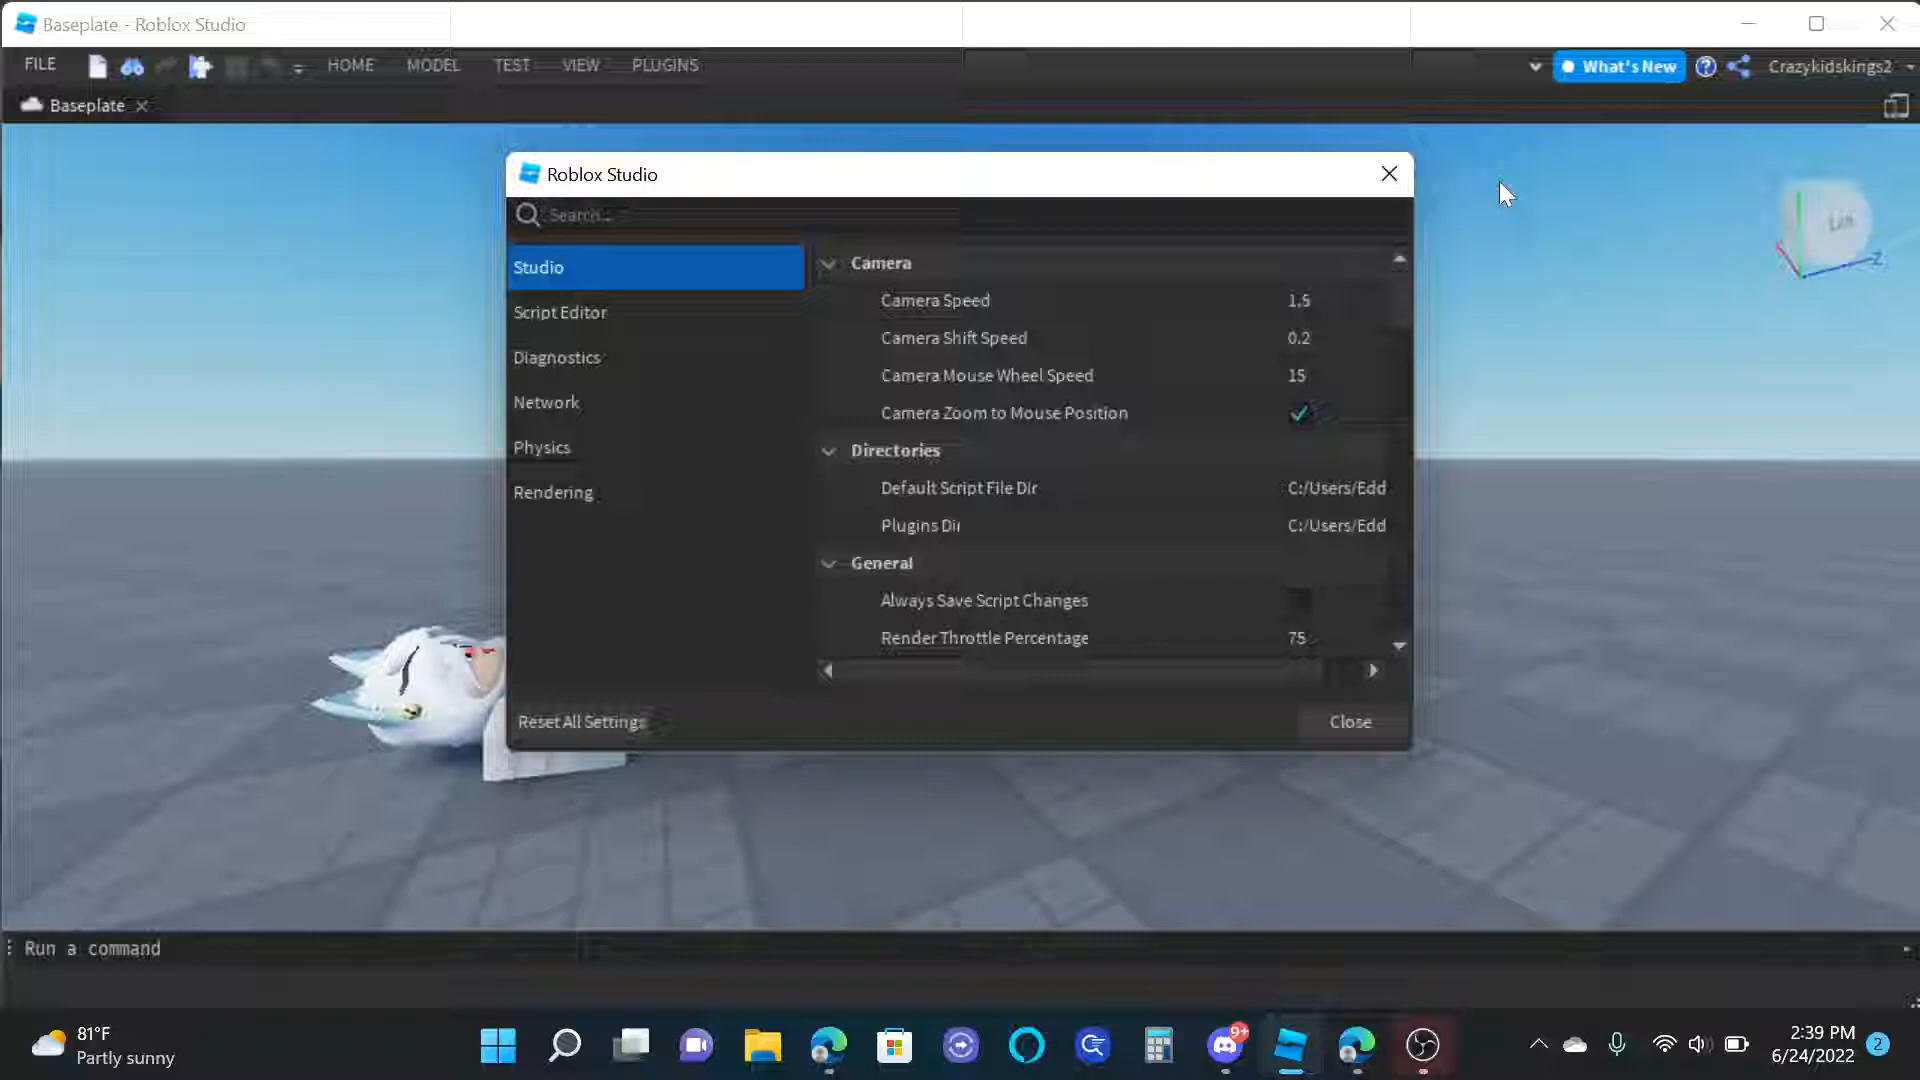 Baseplate - Roblox Studio
FILE
HOME
MODEL
TEST
VIEW
PLUGINS
What's New
Crazykidskings2
Baseplate
Roblox Studio
Search...
Studio
Script Editor
Diagnostics
Network
Physics
Rendering
Camera
Camera Speed 1.5
Camera Shift Speed 0.2
Camera Mouse Wheel Speed 15
Camera Zoom to Mouse Position
Directories
Default Script File Dir C:/Users/Edd
Plugins Dir C:/Users/Edd
General
Always Save Script Changes
Render Throttle Percentage 75
Reset All Settings
Close
Z
Run a command
81°F
Partly sunny
9+
2:39 PM
6/24/2022
2